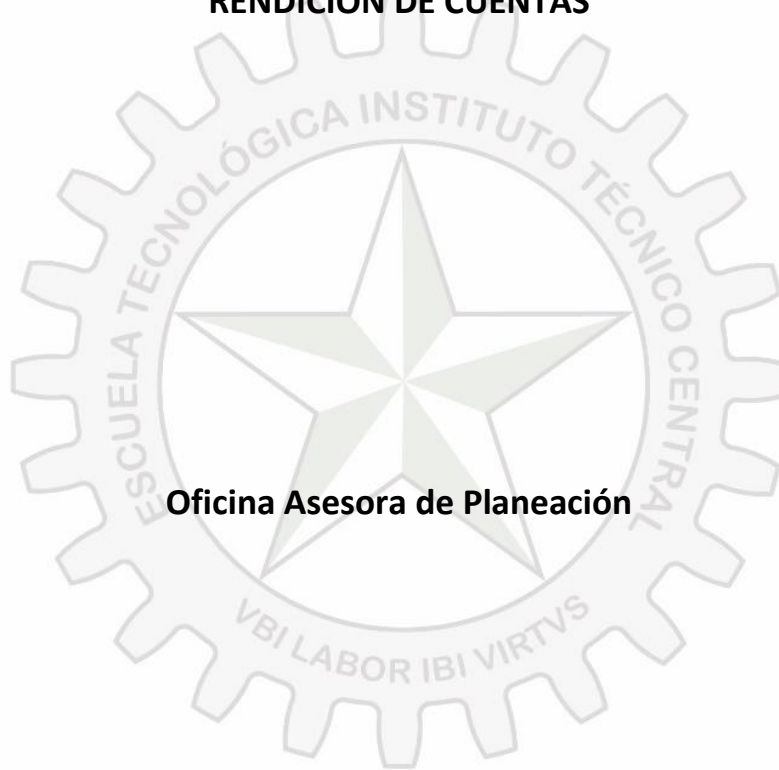 RENDICIÓN DE CUENTAS
ESCUELA TECNOLÓGICA INSTITUTO TÉCNICO CENTRAL
Oficina Asesora de Planeación
VBI LABOR IBI VIRTVS